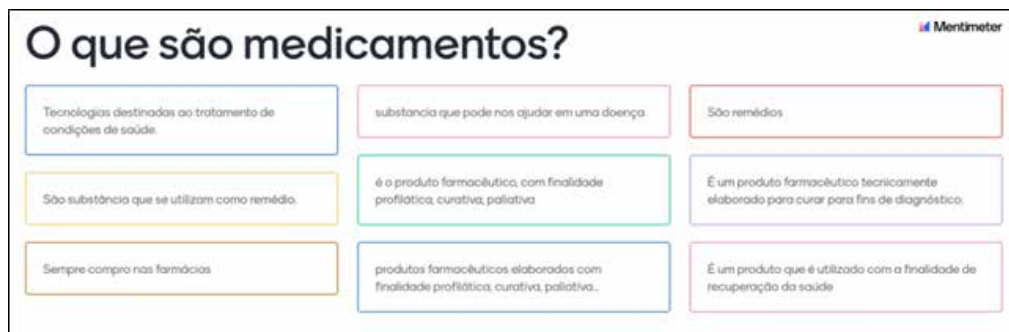 O que são medicamentos?
Mentimeter
Tecnologias destinadas ao tratamento de
condições de saúde.
São substância que se utilizam como remédio.
Sempre compro nas farmácias
substancia que pode nos ajudar em uma doença
é o produto farmacêutico, com finalidade
profilática, curativa, paliativa
produtos farmacêuticos elaborados com
finalidade profilática, curativa, paliativa...
São remédios
É um produto farmacêutico tecnicamente
elaborado para curar para fins de diagnóstico.
É um produto que é utilizado com a finalidade de
recuperação da saúde